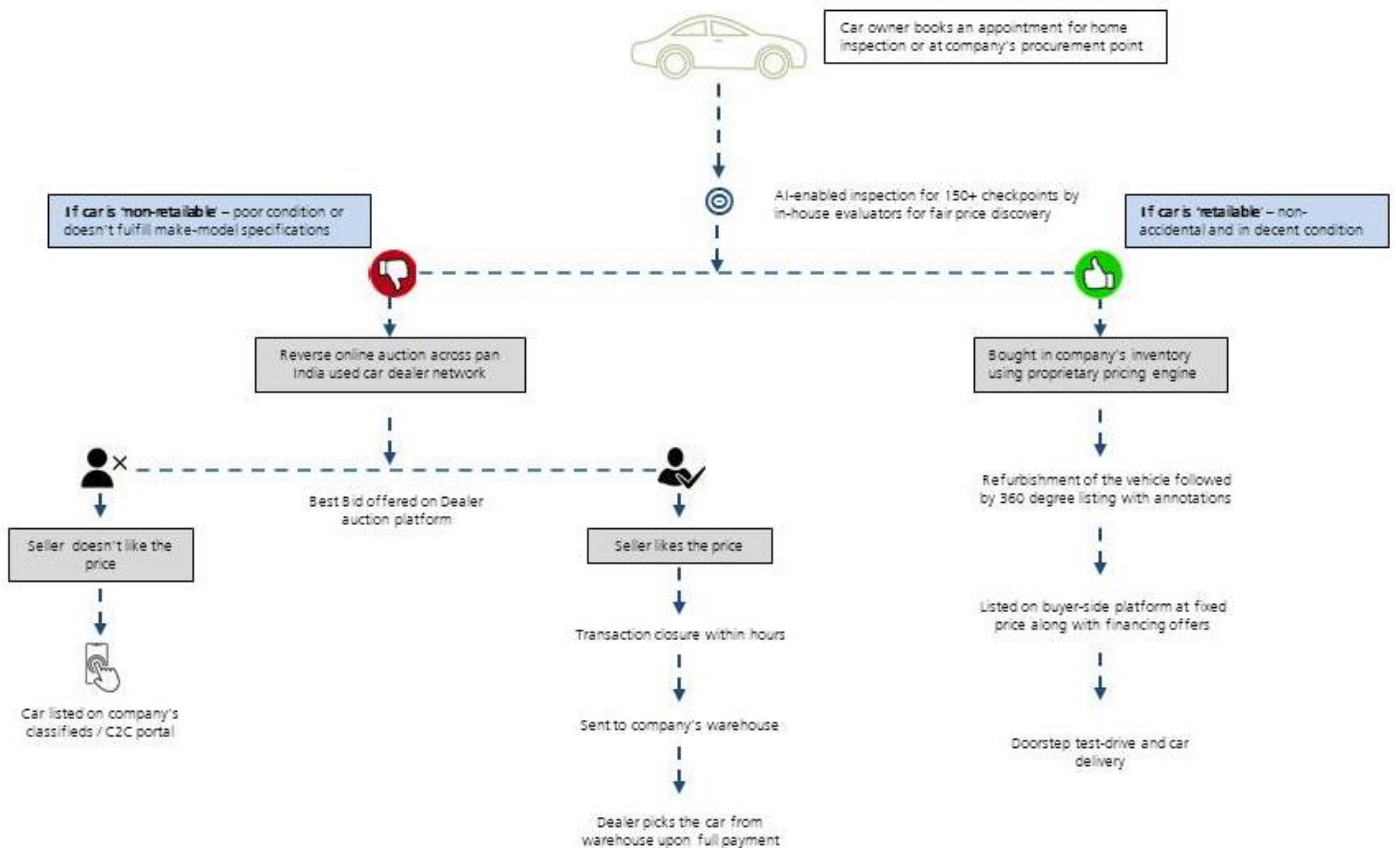 Car owner books an appointment for home
inspection or at company's procurement point
AI-enabled inspection for 150+ checkpoints by
in-house evaluators for fair price discovery
If car is 'non-retailable' – poor condition or
doesn't fulfill make-model specifications
If car is 'retailable' – non-
accidental and in decent condition
Reverse online auction across pan
India used car dealer network
Bought in company's inventory
using proprietary pricing engine
Best Bid offered on Dealer
auction platform
Seller doesn't like the
price
Seller likes the price
Refurbishment of the vehicle followed
by 360 degree listing with annotations
Car listed on company's
classifieds / C2C portal
Transaction closure within hours
Listed on buyer-side platform at fixed
price along with financing offers
Sent to company's warehouse
Doorstep test-drive and car
delivery
Dealer picks the car from
warehouse upon full payment